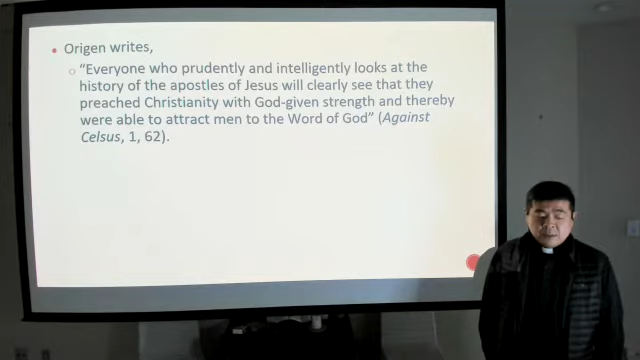 Origen writes,
"Everyone who prudently and intelligently looks at the
history of the apostles of Jesus will clearly see that they
preached Christianity with God-given strength and thereby
were able to attract men to the Word of God" (Against
Celsus, 1, 62).